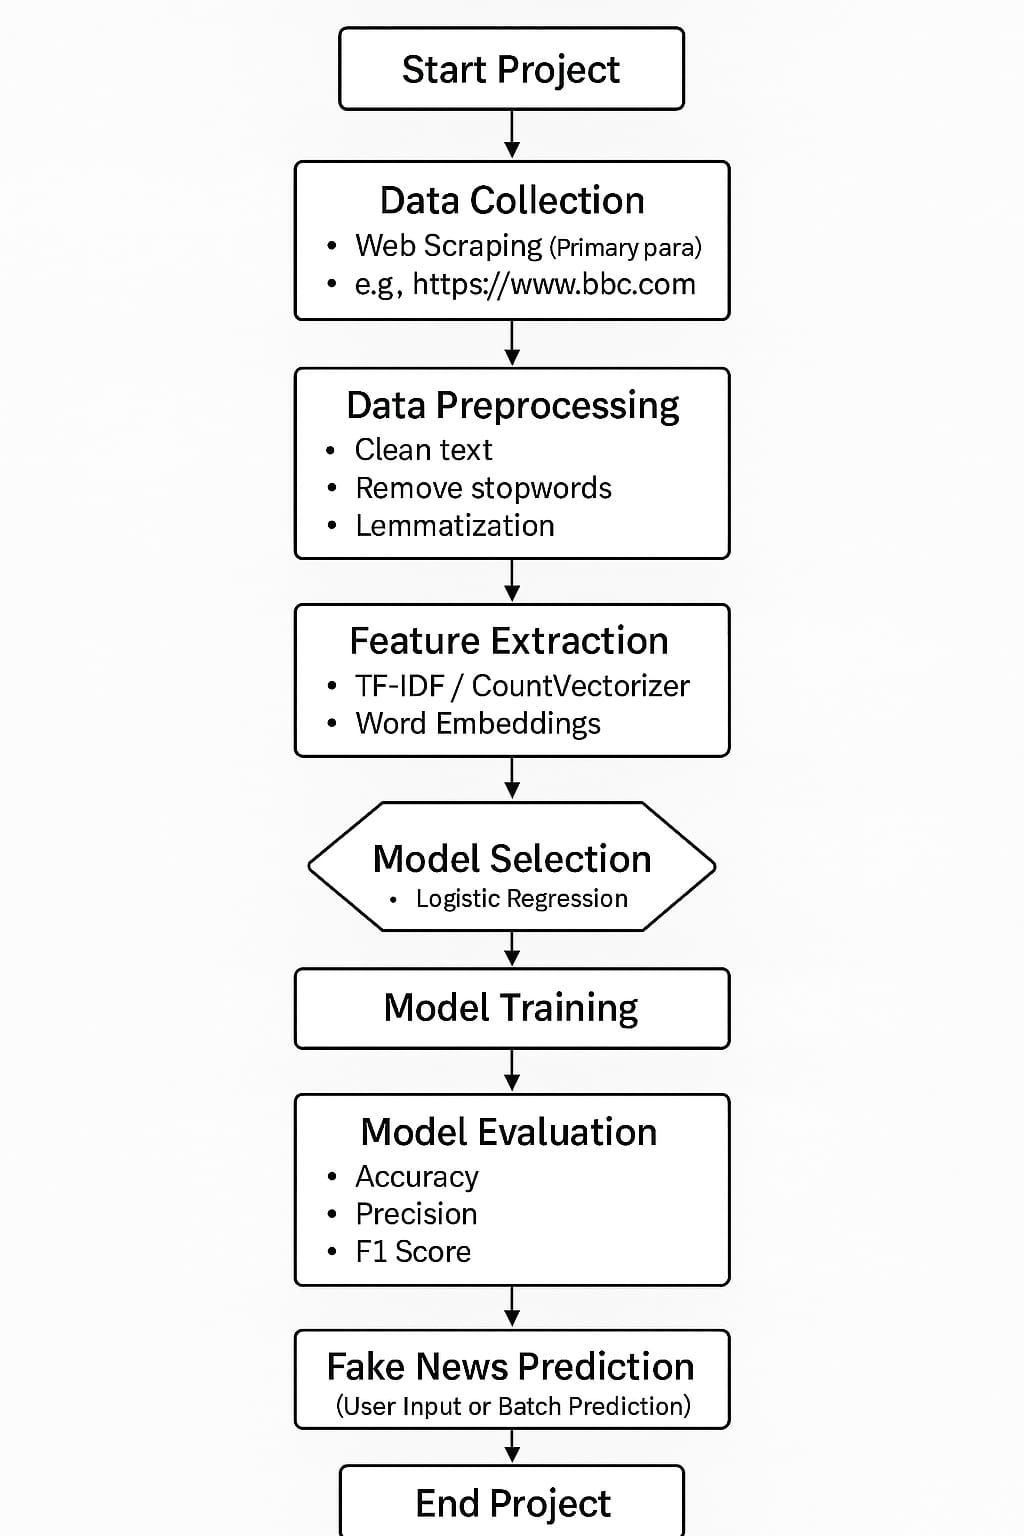 Start Project
Data Collection
• Web Scraping (Primary para)
• e.g, https://www.bbc.com
Data Preprocessing
• Clean text
• Remove stopwords
• Lemmatization
Feature Extraction
• TF-IDF / CountVectorizer
• Word Embeddings
Model Selection
• Logistic Regression
Model Training
Model Evaluation
• Accuracy
• Precision
• F1 Score
Fake News Prediction
(User Input or Batch Prediction)
End Project